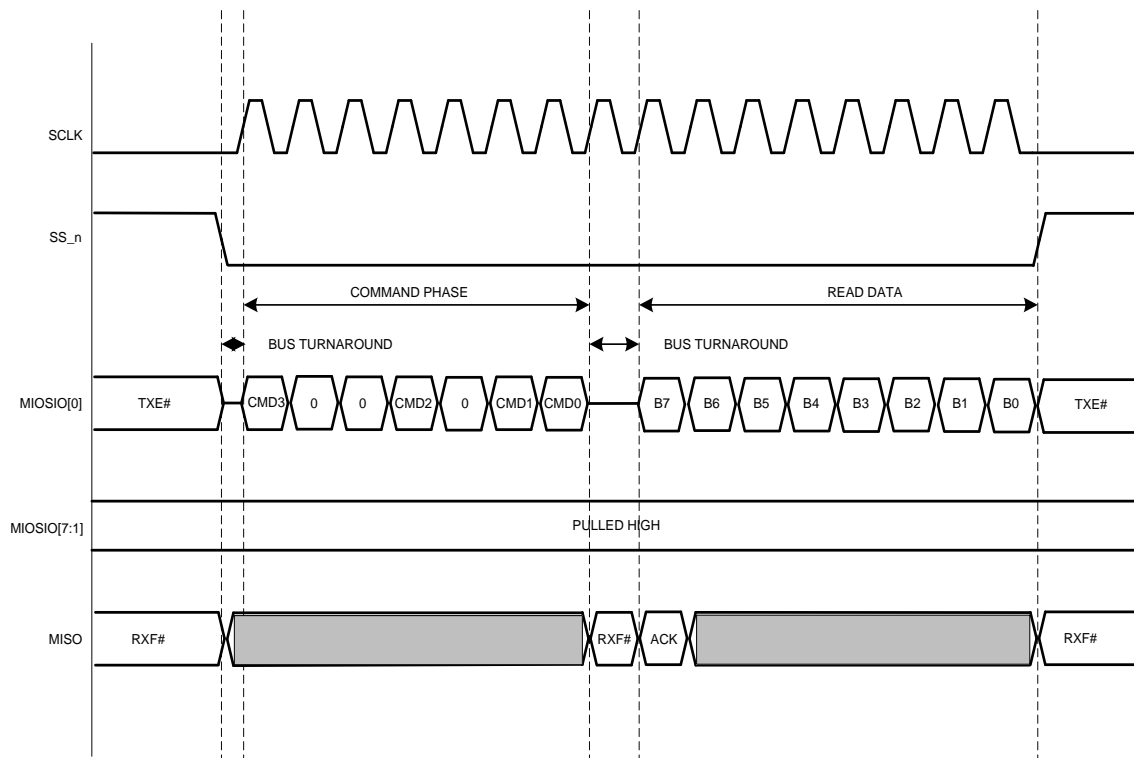 SCLK
SS_n
COMMAND PHASE READ DATA
BUS TURNAROUND BUS TURNAROUND
MIOSIO[0] TXE# CMD3 0 0 CMD2 0 CMD1 CMD0 B7 B6 B5 B4 B3 B2 B1 B0 TXE#
MIOSIO[7:1] PULLED HIGH
MISO RXF# RXF# ACK RXF#